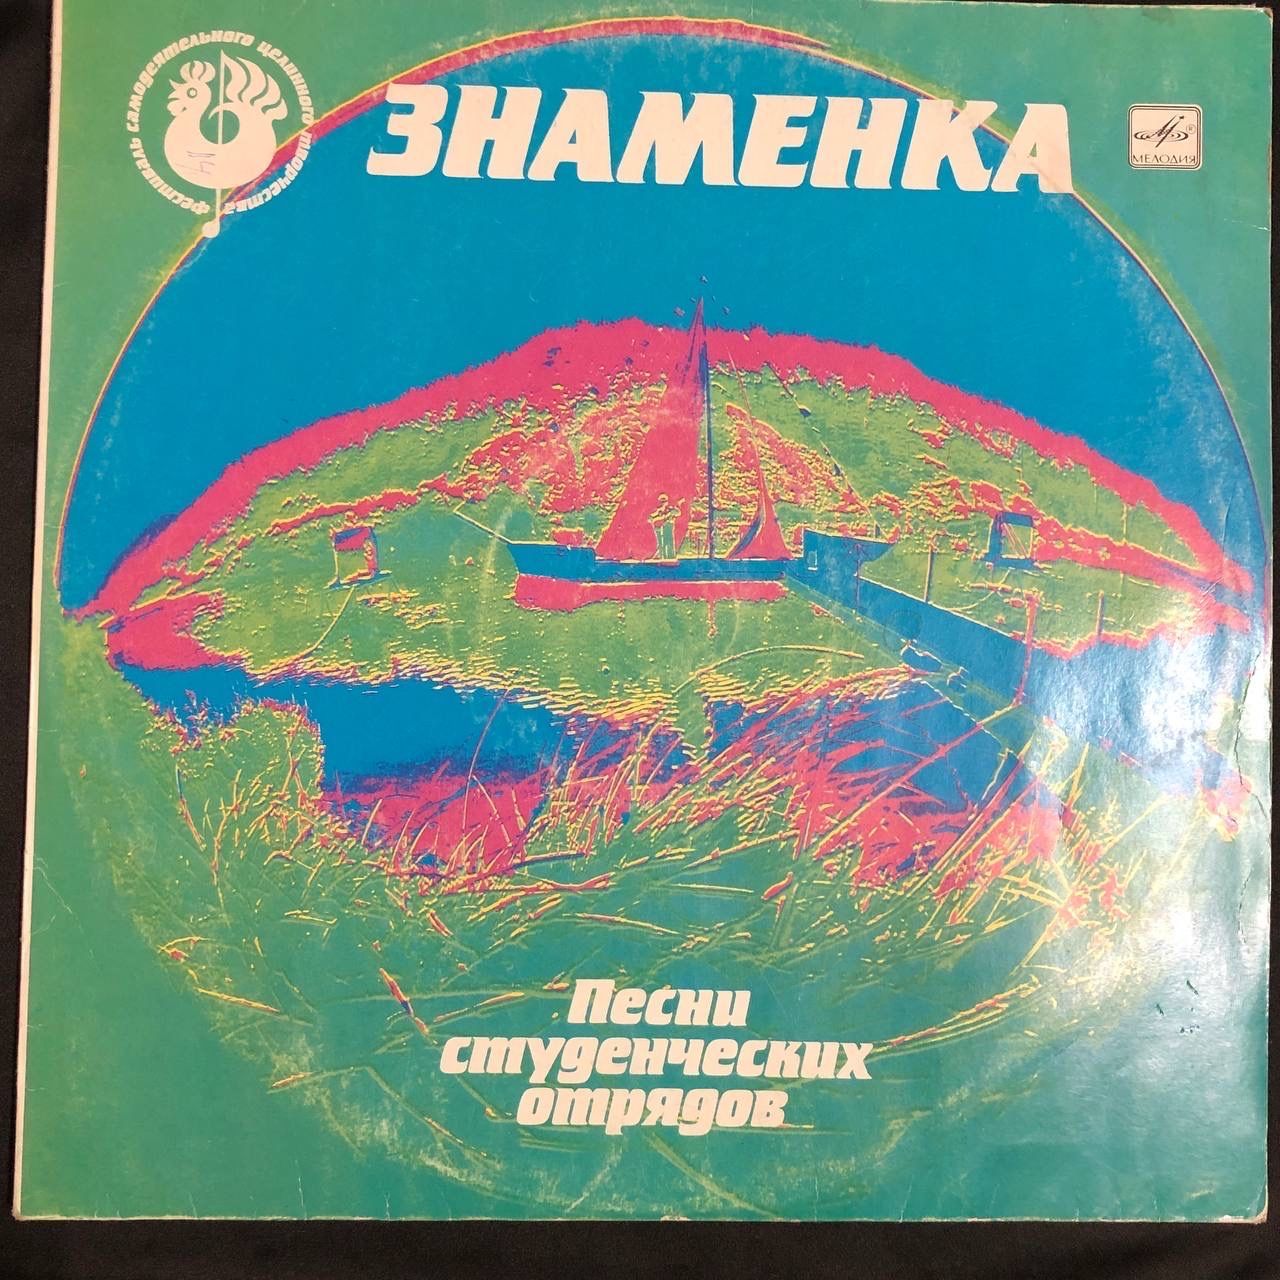 Фестиваль самодеятельного целинного творчества
ЗНАМЕНКА
МЕЛОДИЯ
Песни
студенческих
отрядов